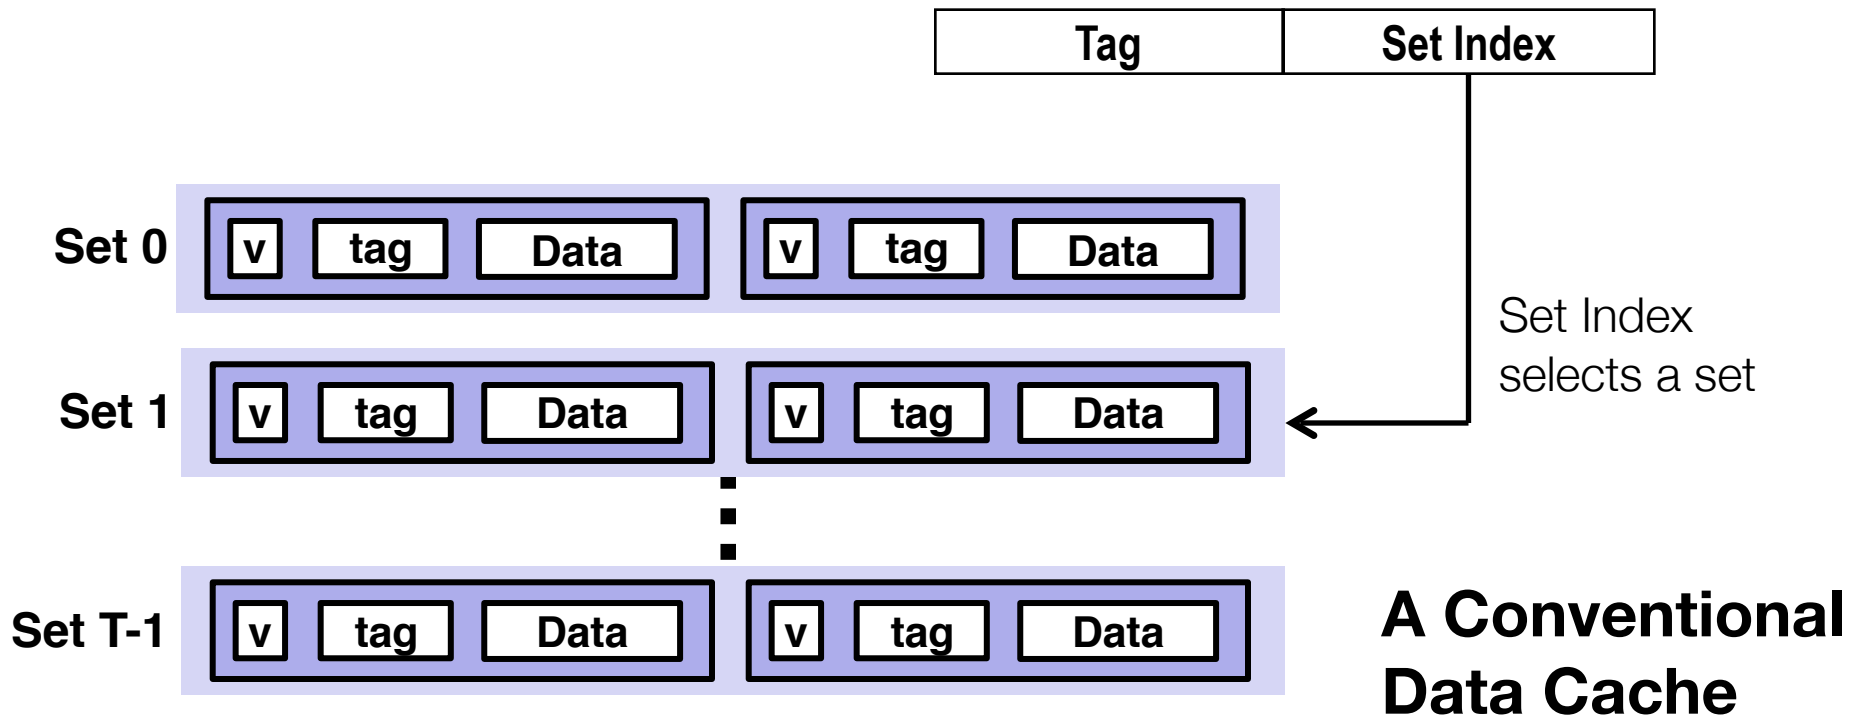 Tag Set Index
Set 0 v tag Data v tag Data
Set Index
selects a set
Set 1 v tag Data v tag Data
Set T-1 v tag Data v tag Data
A Conventional
Data Cache